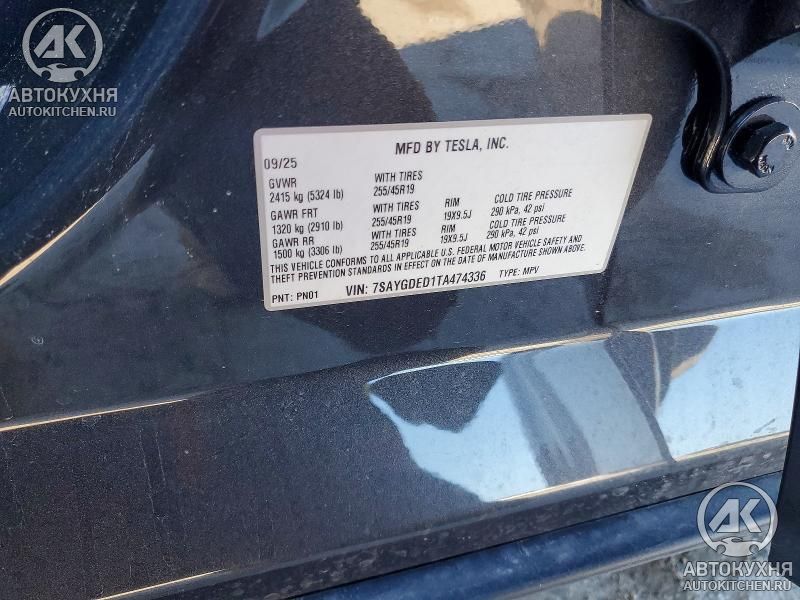 AK
АВТОКУХНЯ
AUTOKITCHEN.RU
MFD BY TESLA, INC.
09/25
GVWR WITH TIRES
2415 kg (5324 lb) 255/45R19
GAWR FRT WITH TIRES RIM COLD TIRE PRESSURE
1320 kg (2910 lb) 255/45R19 19X9.5J 290 kPa, 42 psi
GAWR RR WITH TIRES RIM COLD TIRE PRESSURE
1500 kg (3306 lb) 255/45R19 19X9.5J 290 kPa, 42 psi
THIS VEHICLE CONFORMS TO ALL APPLICABLE U.S. FEDERAL MOTOR VEHICLE SAFETY AND
THEFT PREVENTION STANDARDS IN EFFECT ON THE DATE OF MANUFACTURE SHOWN ABOVE.
PNT: PN01 VIN: 7SAYGDED1TA474336 TYPE: MPV
AK
АВТОКУХНЯ
AUTOKITCHEN.RU